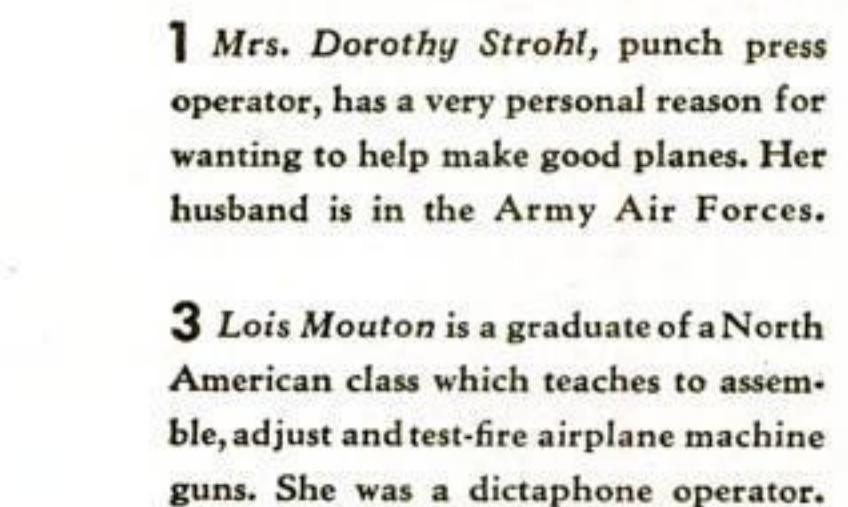 1 Mrs. Dorothy Strohl, punch press
operator, has a very personal reason for
wanting to help make good planes. Her
husband is in the Army Air Forces.
3 Lois Mouton is a graduate of a North
American class which teaches to assem-
ble, adjust and test-fire airplane machine
guns. She was a dictaphone operator.